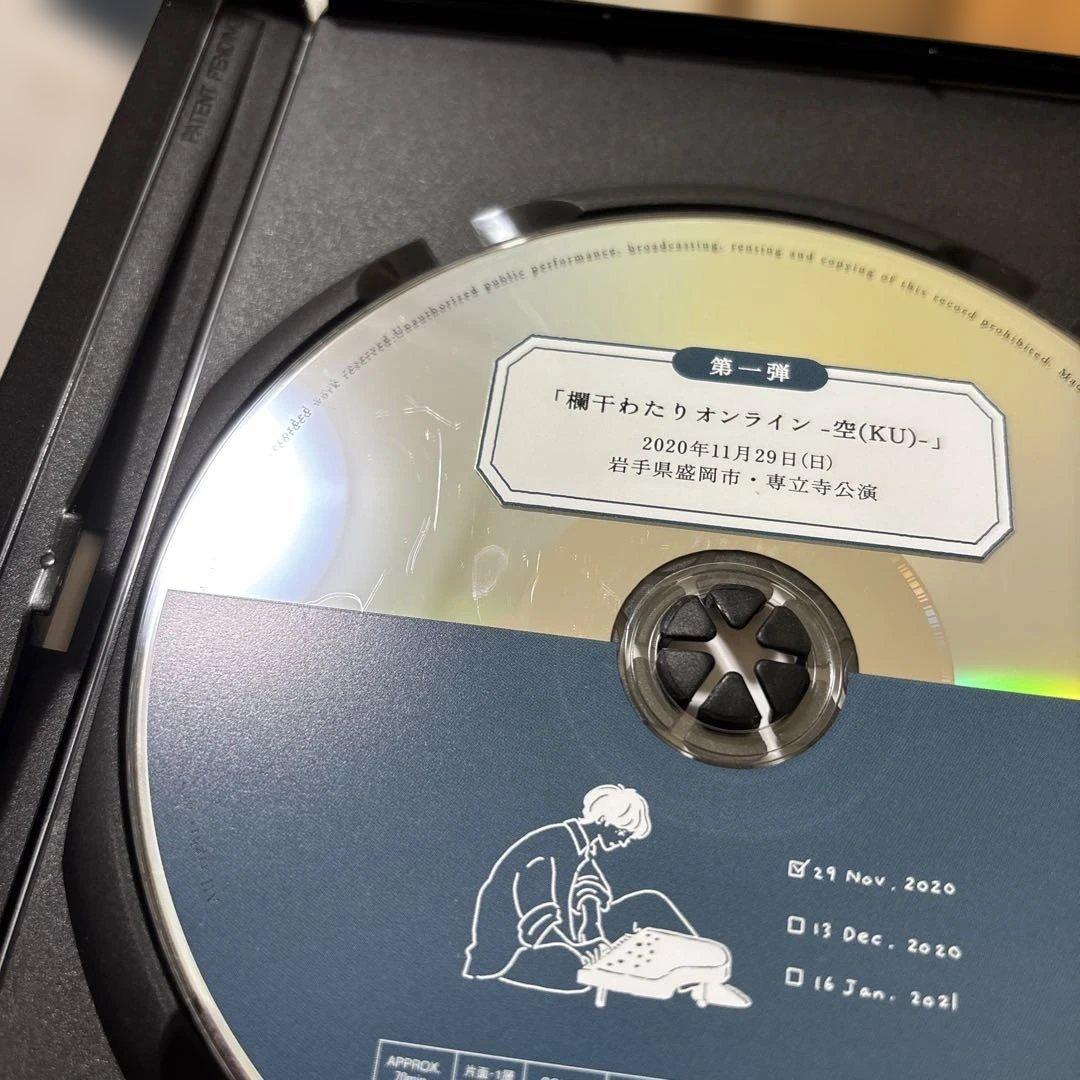 PATENT PENDING
recorded work reserved. Unauthorized public performance, broadcasting, renting and copying of this record prohibited. Mad
第一弾
「欄干わたりオンライン -空(KU)-」
2020年11月29日(日)
岩手県盛岡市・専立寺公演
☑ 29 Nov. 2020
☐ 13 Dec. 2020
☐ 16 Jan. 2021
APPROX.
70min
片面・1層